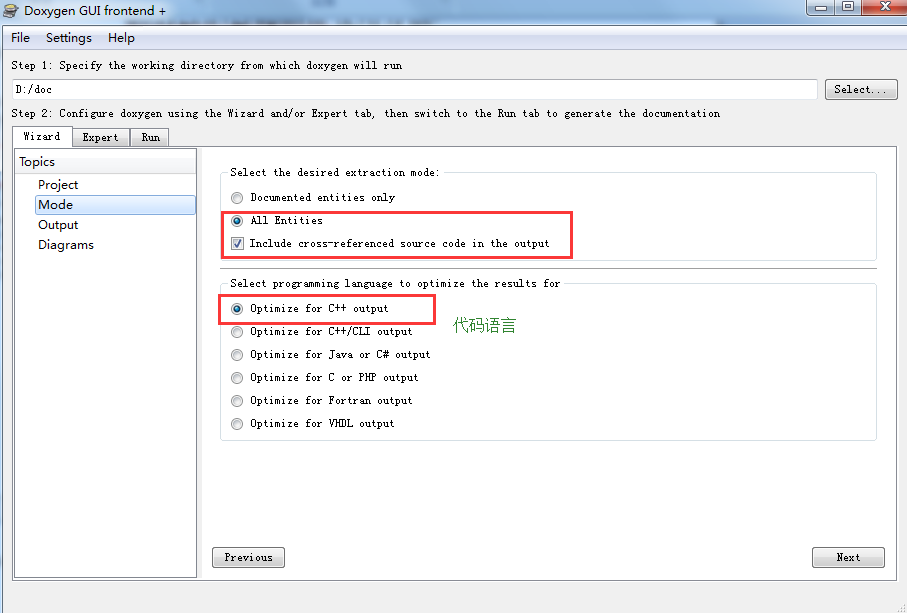 Doxygen GUI frontend +
File Settings Help
Step 1: Specify the working directory from which doxygen will run
D:/doc Select...
Step 2: Configure doxygen using the Wizard and/or Expert tab, then switch to the Run tab to generate the documentation
Wizard Expert Run
Topics
Project
Mode
Output
Diagrams
Select the desired extraction mode:
Documented entities only
All Entities
Include cross-referenced source code in the output
Select programming language to optimize the results for
Optimize for C++ output
代码语言
Optimize for C++/CLI output
Optimize for Java or C# output
Optimize for C or PHP output
Optimize for Fortran output
Optimize for VHDL output
Previous Next